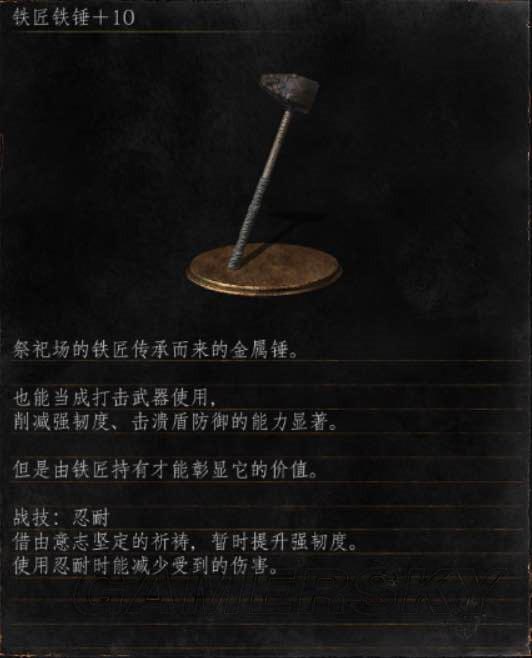 铁匠铁锤＋10
祭祀场的铁匠传承而来的金属锤。
也能当成打击武器使用，
削减强韧度、击溃盾防御的能力显著。
但是由铁匠持有才能彰显它的价值。
战技：忍耐
借由意志坚定的祈祷，暂时提升强韧度。
使用忍耐时能减少受到的伤害。
GAMERSKY